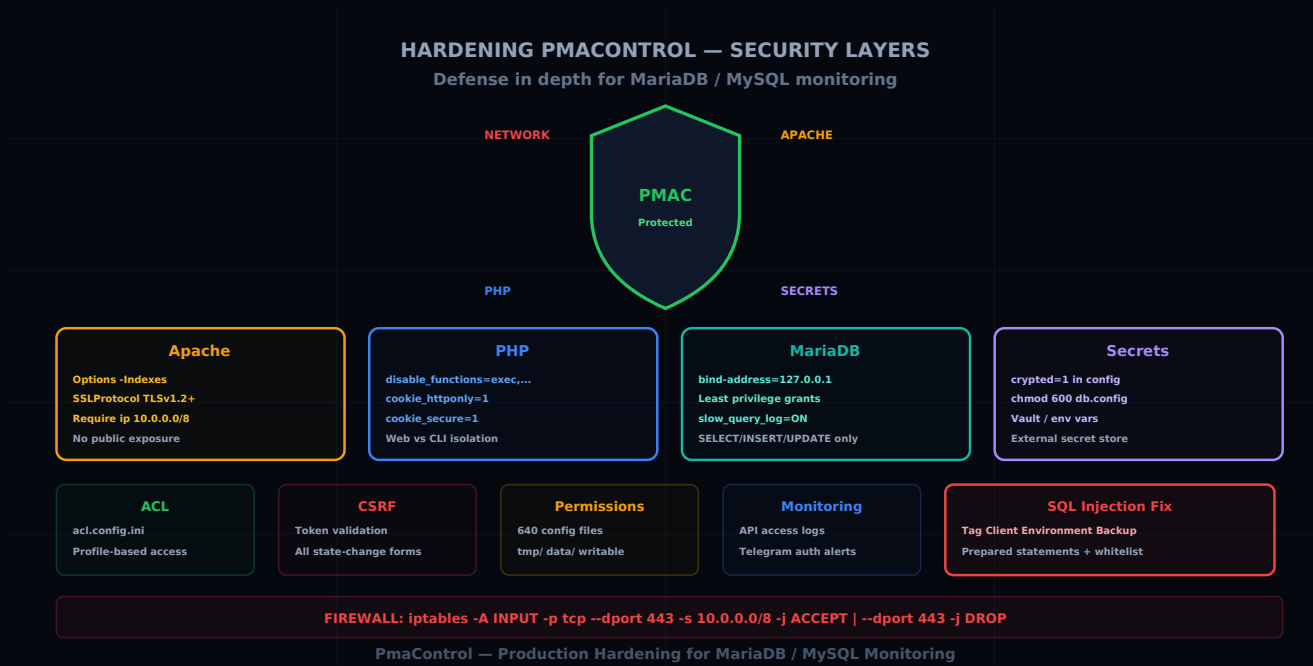 HARDENING PMACONTROL — SECURITY LAYERS
Defense in depth for MariaDB / MySQL monitoring
NETWORK
APACHE
PMAC
Protected
PHP
SECRETS
Apache
Options -Indexes
SSLProtocol TLSv1.2+
Require ip 10.0.0.0/8
No public exposure
PHP
disable_functions=exec,...
cookie_httponly=1
cookie_secure=1
Web vs CLI isolation
MariaDB
bind-address=127.0.0.1
Least privilege grants
slow_query_log=ON
SELECT/INSERT/UPDATE only
Secrets
crypted=1 in config
chmod 600 db.config
Vault / env vars
External secret store
ACL
acl.config.ini
Profile-based access
CSRF
Token validation
All state-change forms
Permissions
640 config files
tmp/ data/ writable
Monitoring
API access logs
Telegram auth alerts
SQL Injection Fix
Tag Client Environment Backup
Prepared statements + whitelist
FIREWALL: iptables -A INPUT -p tcp --dport 443 -s 10.0.0.0/8 -j ACCEPT | --dport 443 -j DROP
PmaControl — Production Hardening for MariaDB / MySQL Monitoring